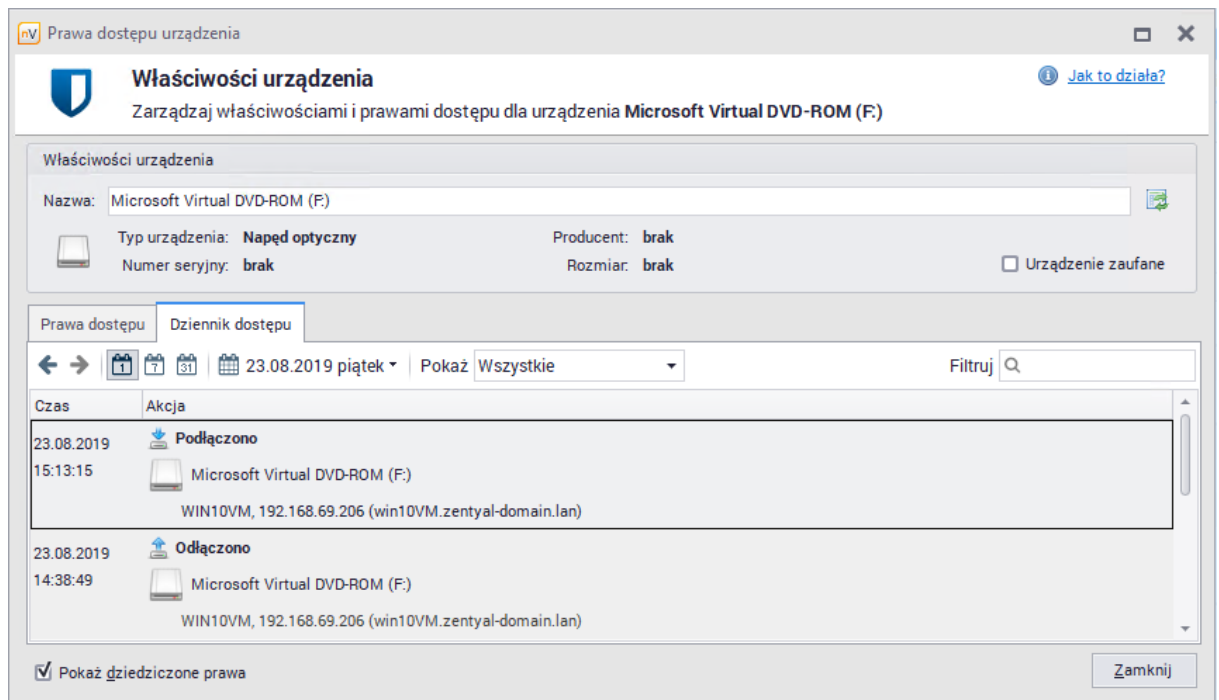 nV Prawa dostępu urządzenia
Właściwości urządzenia
Jak to działa?
Zarządzaj właściwościami i prawami dostępu dla urządzenia Microsoft Virtual DVD-ROM (F:)
Właściwości urządzenia
Nazwa: Microsoft Virtual DVD-ROM (F:)
Typ urządzenia: Napęd optyczny Producent: brak
Numer seryjny: brak Rozmiar: brak Urządzenie zaufane
Prawa dostępu Dziennik dostępu
1 7 31 23.08.2019 piątek Pokaż Wszystkie Filtruj
Czas Akcja
23.08.2019 Podłączono
15:13:15 Microsoft Virtual DVD-ROM (F:)
WIN10VM, 192.168.69.206 (win10VM.zentyal-domain.lan)
23.08.2019 Odłączono
14:38:49 Microsoft Virtual DVD-ROM (F:)
WIN10VM, 192.168.69.206 (win10VM.zentyal-domain.lan)
Pokaż dziedziczone prawa Zamknij